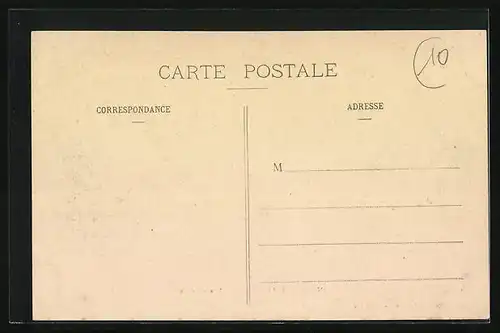 CARTE POSTALE
10
CORRESPONDANCE
ADRESSE
M